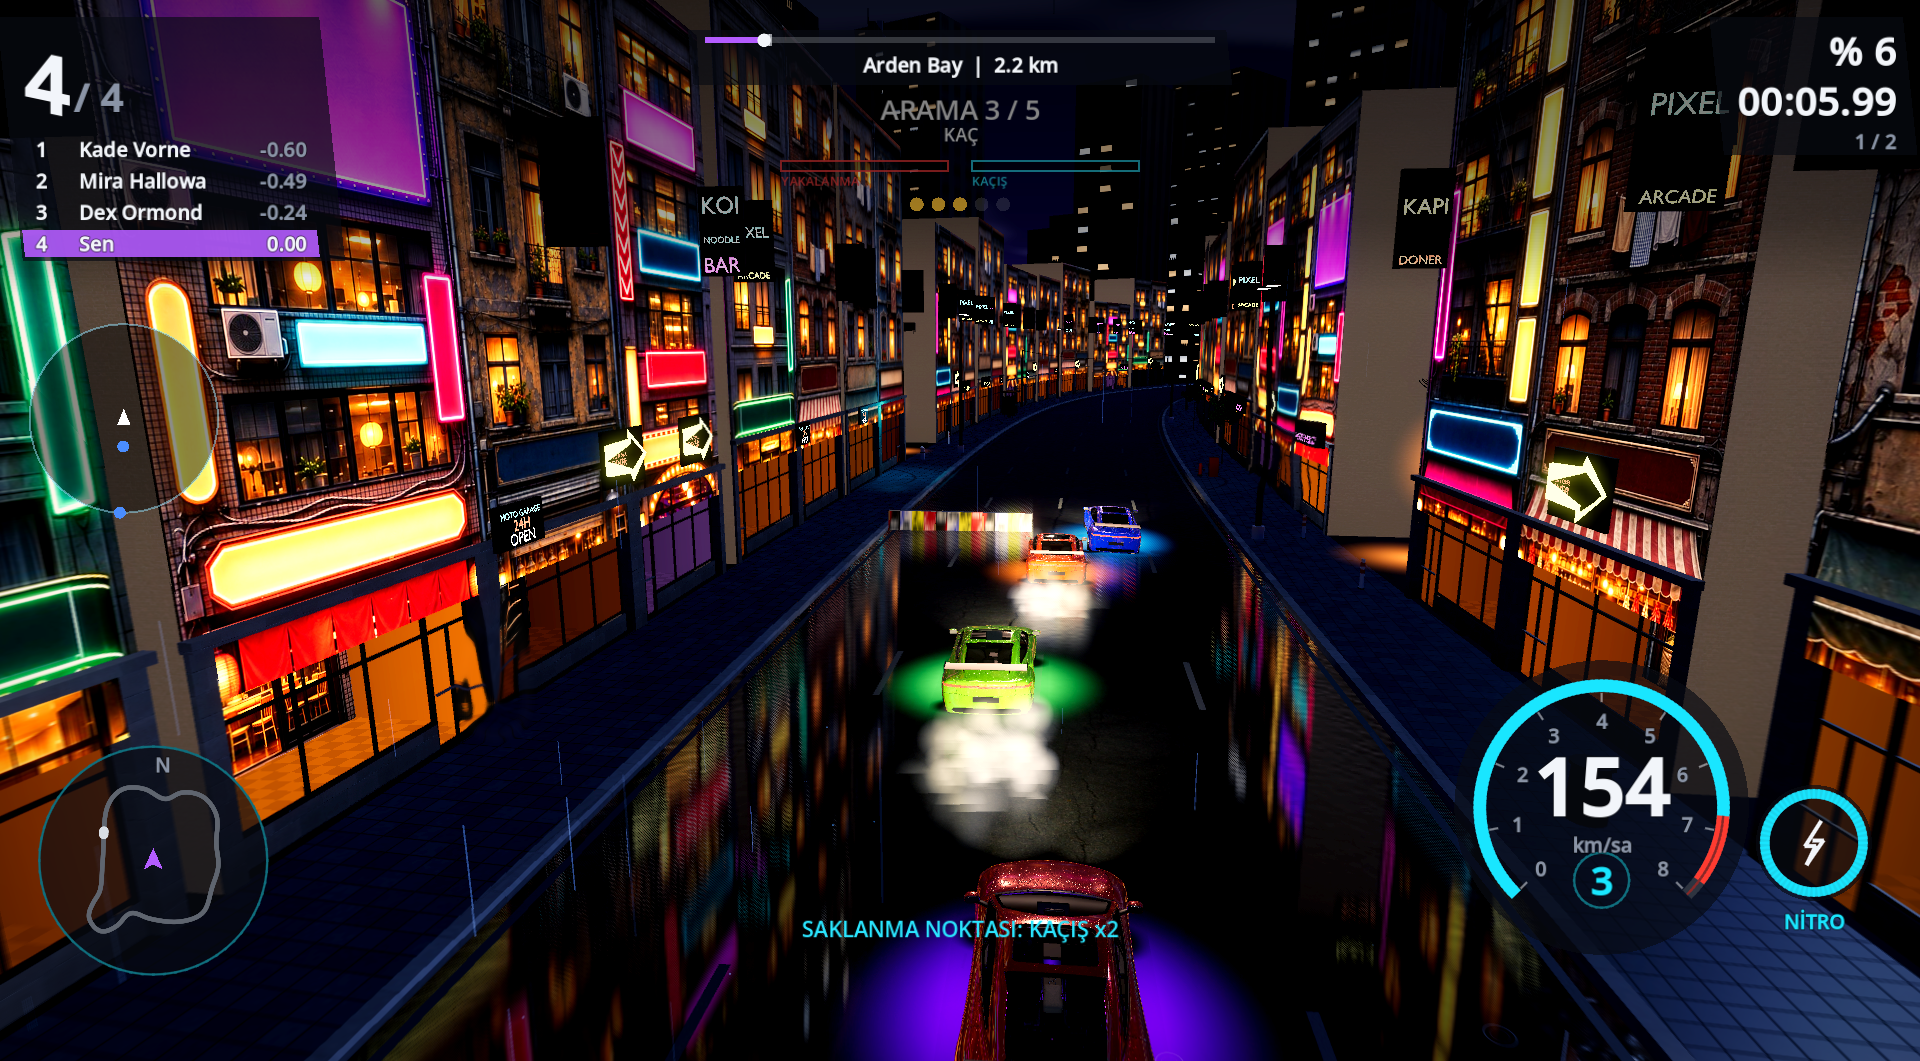 4 / 4
1 Kade Vorne -0.60
2 Mira Hallowa -0.49
3 Dex Ormond -0.24
4 Sen 0.00
Arden Bay | 2.2 km
ARAMA 3 / 5
KAÇ
YAKALANMA
KAÇIŞ
% 6
00:05.99
1 / 2
PIXEL
ARCADE
KAPI
DONER
KOI
NOODLE
BAR
XEL
CADE
PIXEL
MOTO GARAGE
24H
OPEN
N
SAKLANMA NOKTASI: KAÇIŞ x2
0 1 2 3 4 5 6 7 8
154
km/sa
3
NİTRO